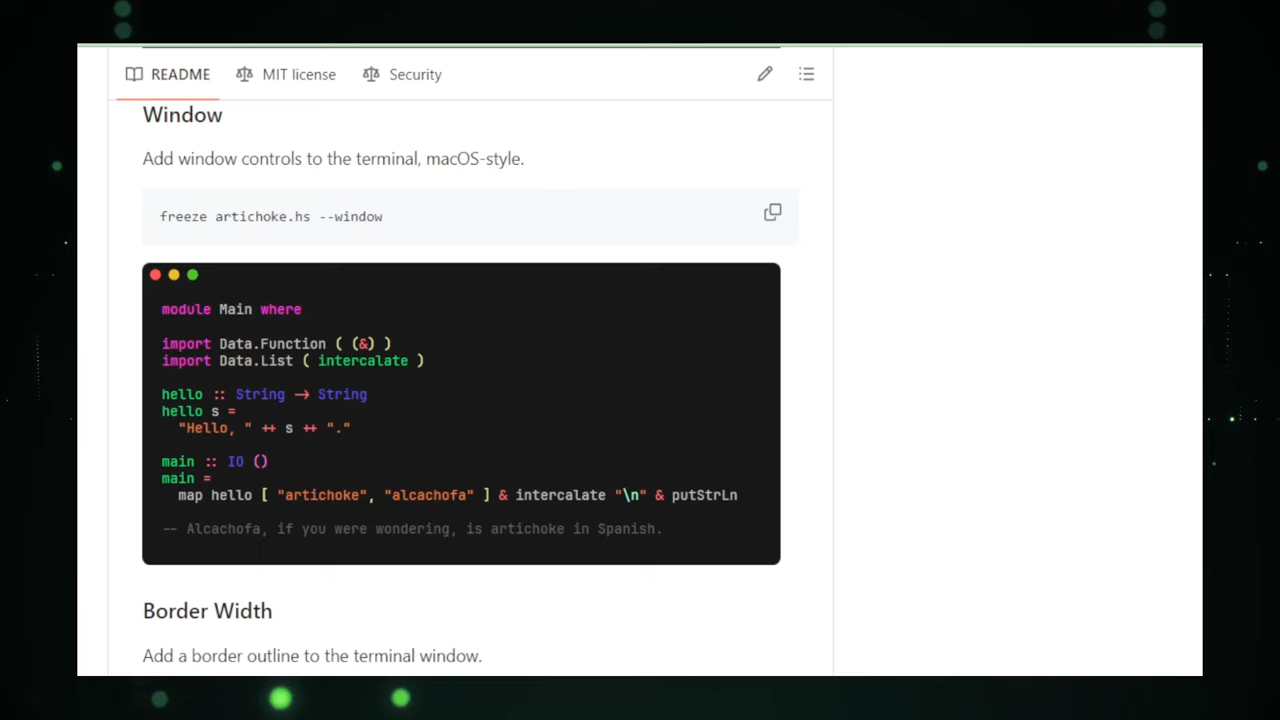 README MIT license Security
Window
Add window controls to the terminal, macOS-style.
freeze artichoke.hs --window
module Main where
import Data.Function ( (&) )
import Data.List ( intercalate )
hello :: String -> String
hello s =
"Hello, " ++ s ++ "."
main :: IO ()
main =
map hello [ "artichoke", "alcachofa" ] & intercalate "\n" & putStrLn
-- Alcachofa, if you were wondering, is artichoke in Spanish.
Border Width
Add a border outline to the terminal window.